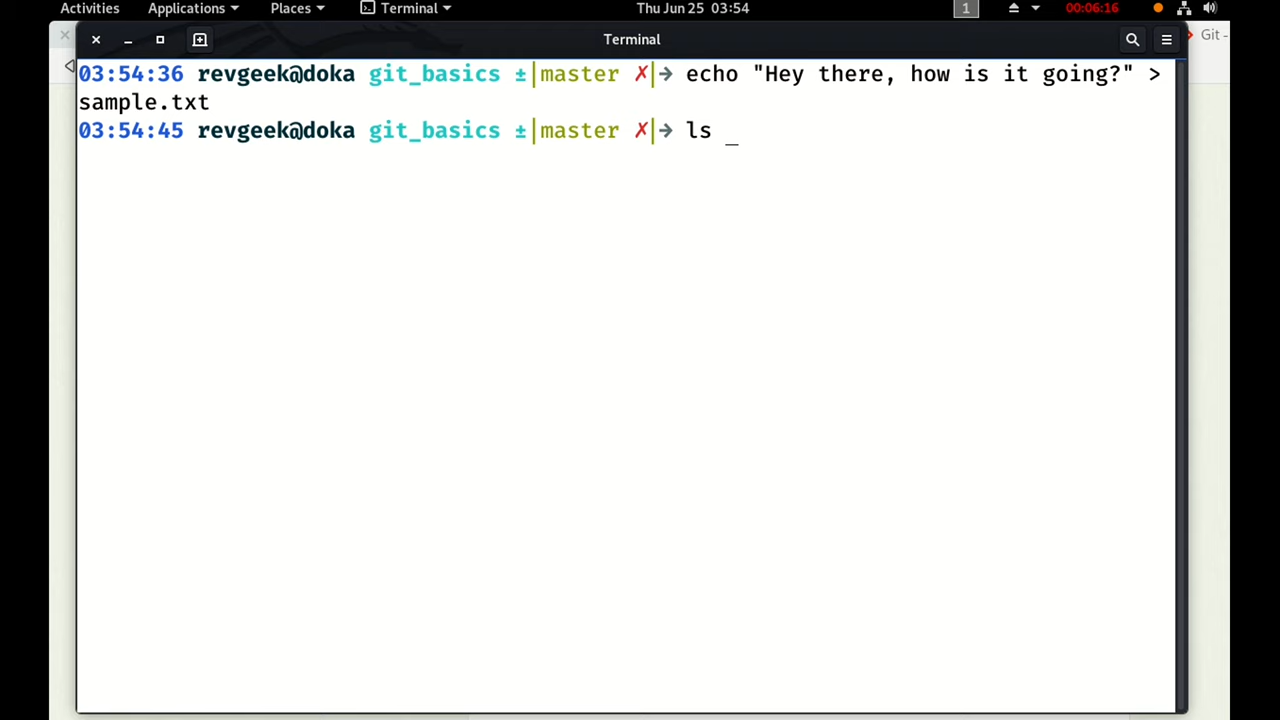 Activities Applications Places Terminal Thu Jun 25 03:54 1 00:06:16
Terminal
Git -
03:54:36 revgeek@doka git_basics ±|master ✗|→ echo "Hey there, how is it going?" >
sample.txt
03:54:45 revgeek@doka git_basics ±|master ✗|→ ls _